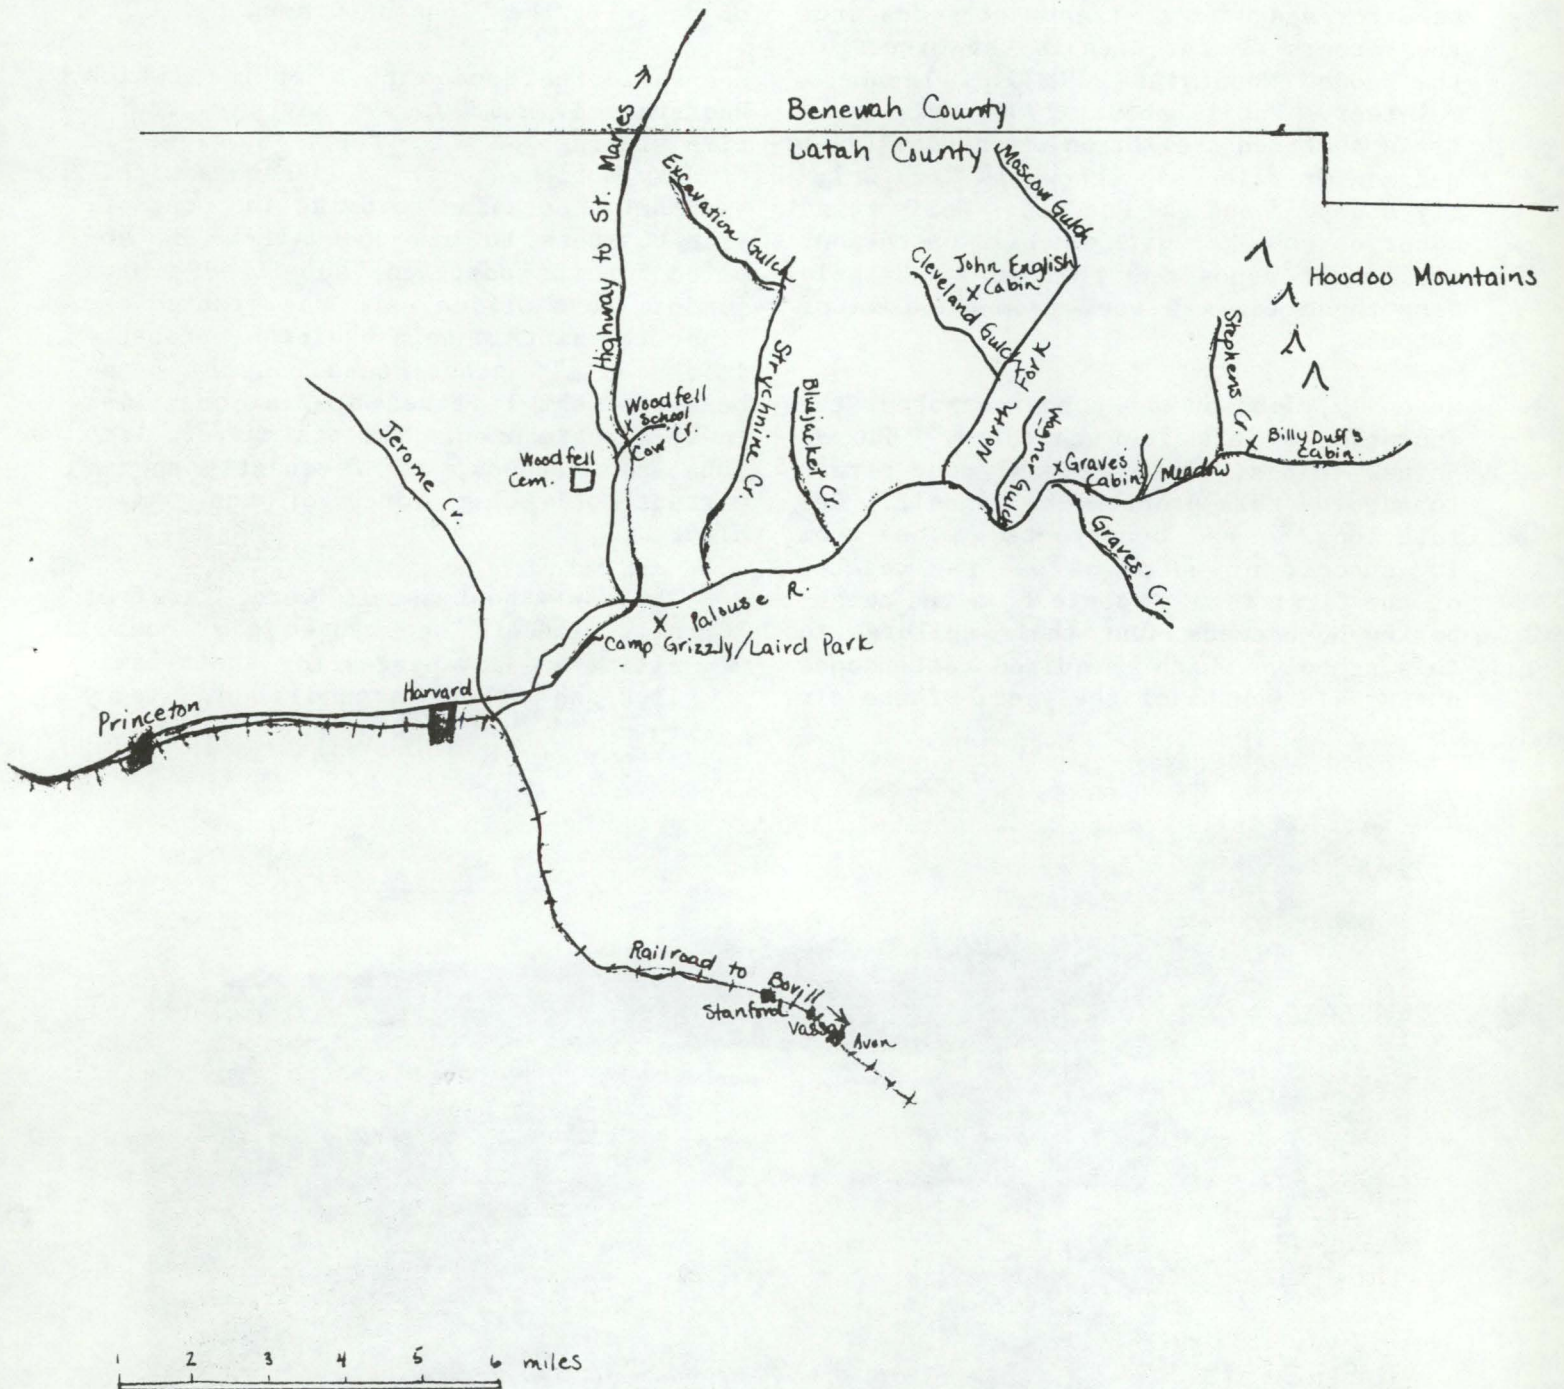 Benewah County
Latah County
Highway to St. Maries
Excavation Gulch
Moscow Gulch
John English
Cabin
Cleveland Gulch
Hoodoo Mountains
Stephens Cr.
Strychnine Cr.
Bluejacket Cr.
North Fork
Wagner Gulch
Woodfell
School
Cow Cr.
Woodfell
Cem.
Jerome Cr.
Graves'
Cabin
Meadow
Billy Duff's
Cabin
Graves' Cr.
Palouse R.
Camp Grizzly/Laird Park
Harvard
Princeton
Railroad to Bovill
Stanford
Vassar
Avon
1 2 3 4 5 6 miles